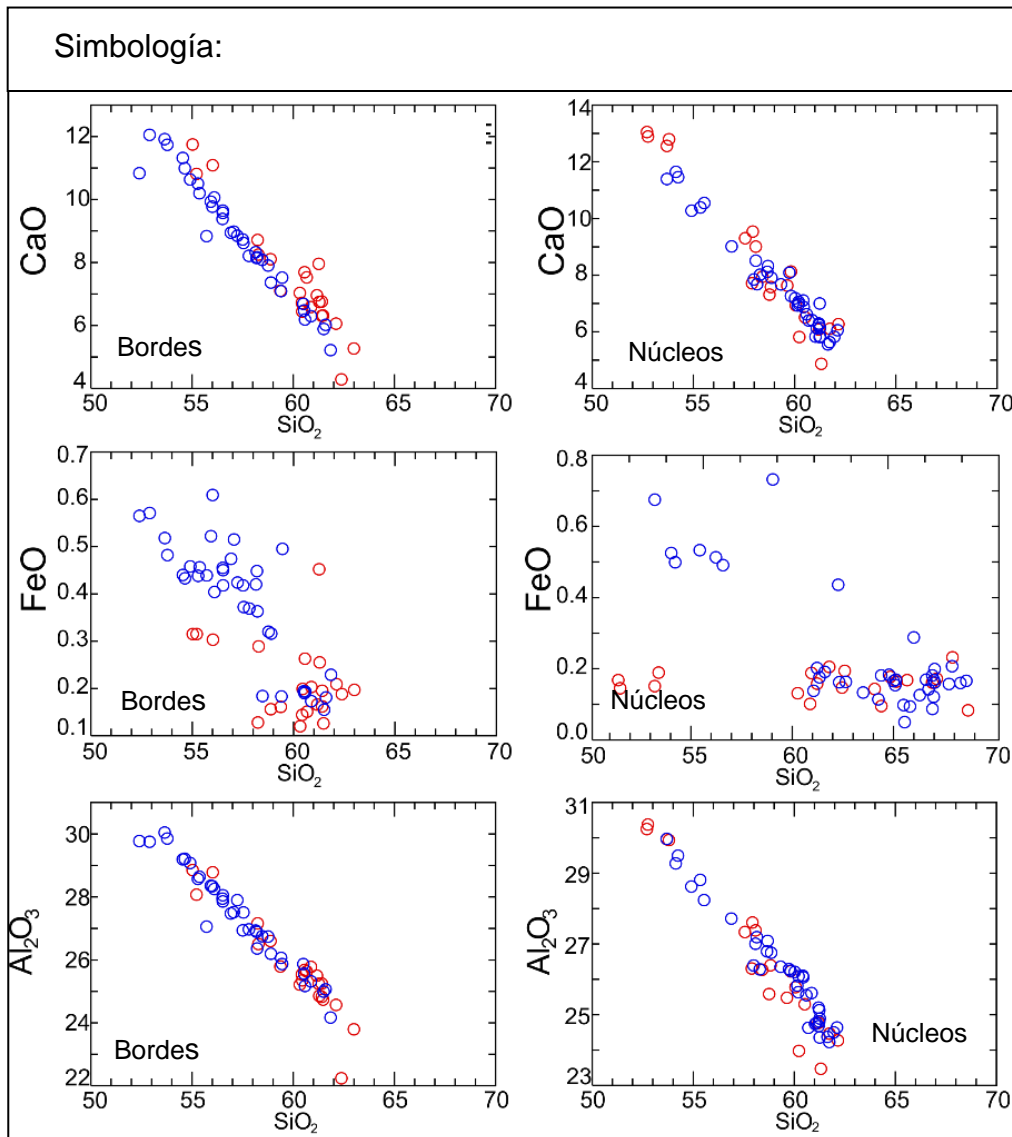 Simbología:
CaO
12
10
8
6
4
Bordes
50 55 60 65 70
SiO₂
CaO
14
12
10
8
6
4
Núcleos
50 55 60 65 70
SiO₂
FeO
0.7
0.6
0.5
0.4
0.3
0.2
0.1
Bordes
50 55 60 65 70
SiO₂
FeO
0.8
0.6
0.4
0.2
0.0
Núcleos
50 55 60 65 70
SiO₂
Al₂O₃
30
28
26
24
22
Bordes
50 55 60 65 70
SiO₂
Al₂O₃
31
29
27
25
23
Núcleos
50 55 60 65 70
SiO₂